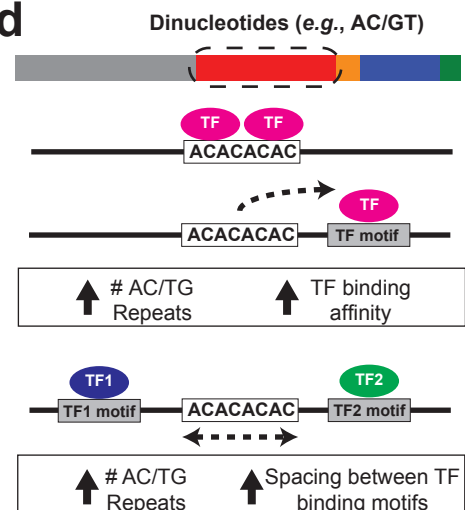 d
Dinucleotides (e.g., AC/GT)
TF TF
ACACACAC
TF
ACACACAC TF motif
# AC/TG TF binding
Repeats affinity
TF1 TF2
TF1 motif ACACACAC TF2 motif
# AC/TG Spacing between TF
Repeats binding motifs